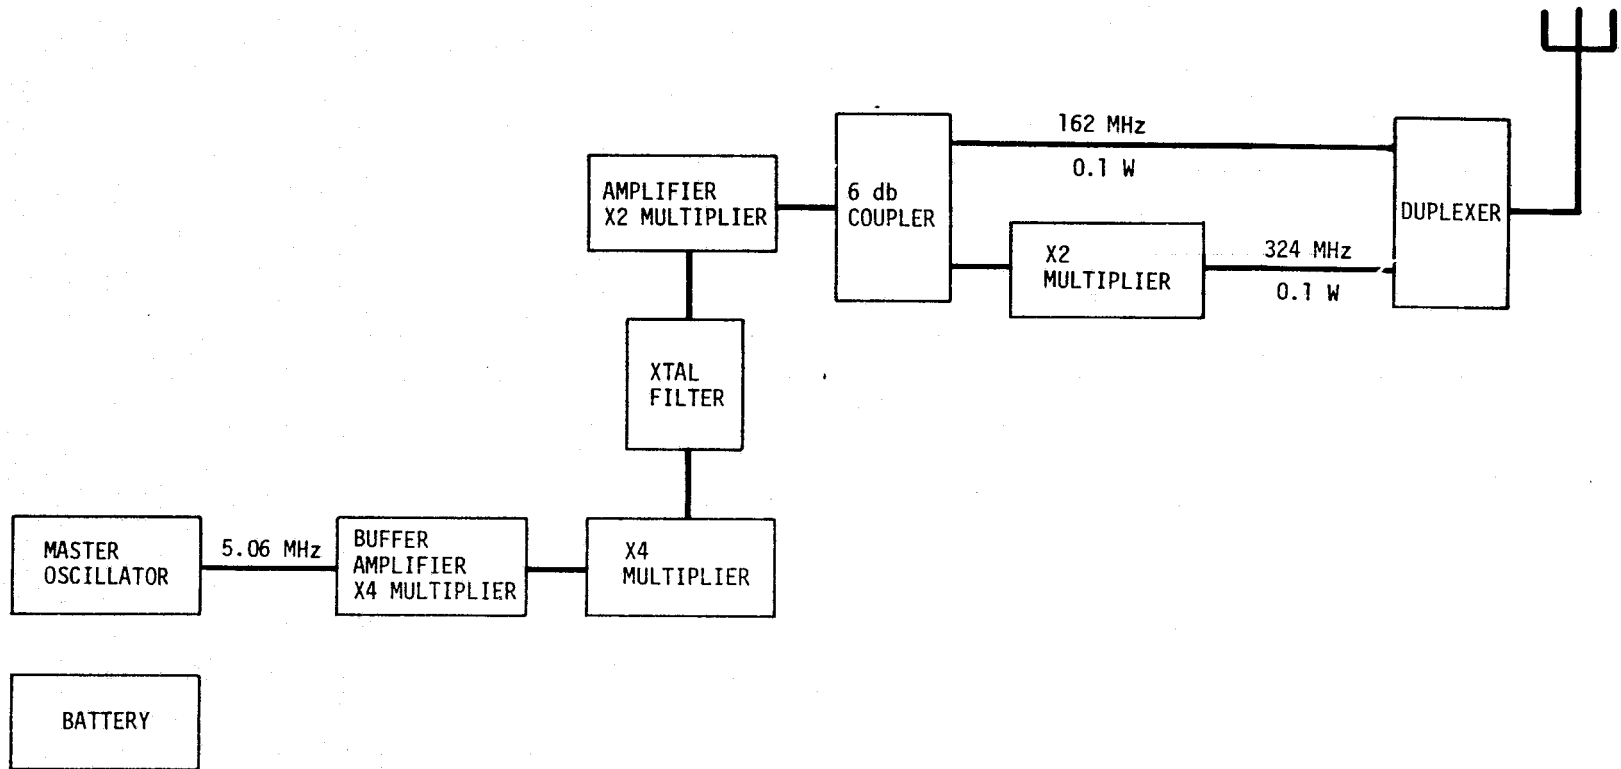 162 MHz
0.1 W
AMPLIFIER
X2 MULTIPLIER
6 db
COUPLER
DUPLEXER
X2
MULTIPLIER
324 MHz
0.1 W
XTAL
FILTER
MASTER
OSCILLATOR
5.06 MHz
BUFFER
AMPLIFIER
X4 MULTIPLIER
X4
MULTIPLIER
BATTERY